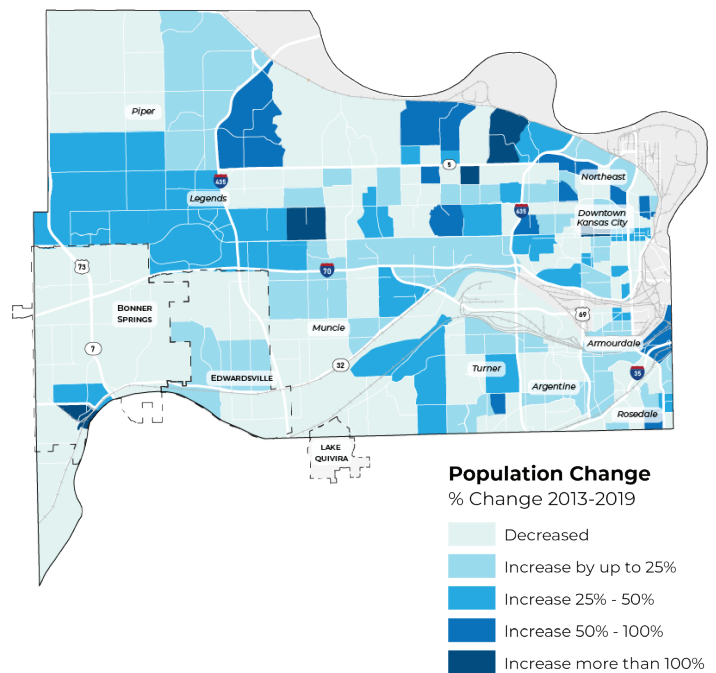 Piper
5
Northeast
435
Legends
635
Downtown
Kansas City
73
70
BONNER
SPRINGS
69
Muncie
7
Armourdale
32
Turner
35
EDWARDSVILLE
Argentine
Rosedale
LAKE
QUIVIRA
Population Change
% Change 2013-2019
Decreased
Increase by up to 25%
Increase 25% - 50%
Increase 50% - 100%
Increase more than 100%